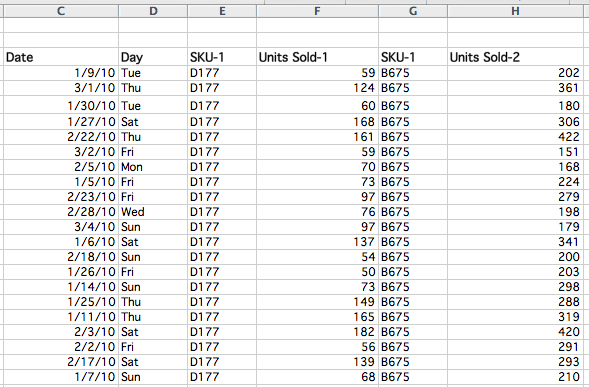 C D E F G H
Date Day SKU-1 Units Sold-1 SKU-1 Units Sold-2
1/9/10 Tue D177 59 B675 202
3/1/10 Thu D177 124 B675 361
1/30/10 Tue D177 60 B675 180
1/27/10 Sat D177 168 B675 306
2/22/10 Thu D177 161 B675 422
3/2/10 Fri D177 59 B675 151
2/5/10 Mon D177 70 B675 168
1/5/10 Fri D177 73 B675 224
2/23/10 Fri D177 97 B675 279
2/28/10 Wed D177 76 B675 198
3/4/10 Sun D177 97 B675 179
1/6/10 Sat D177 137 B675 341
2/18/10 Sun D177 54 B675 200
1/26/10 Fri D177 50 B675 203
1/14/10 Sun D177 73 B675 298
1/25/10 Thu D177 149 B675 288
1/11/10 Thu D177 165 B675 319
2/3/10 Sat D177 182 B675 420
2/2/10 Fri D177 56 B675 291
2/17/10 Sat D177 139 B675 293
1/7/10 Sun D177 68 B675 210